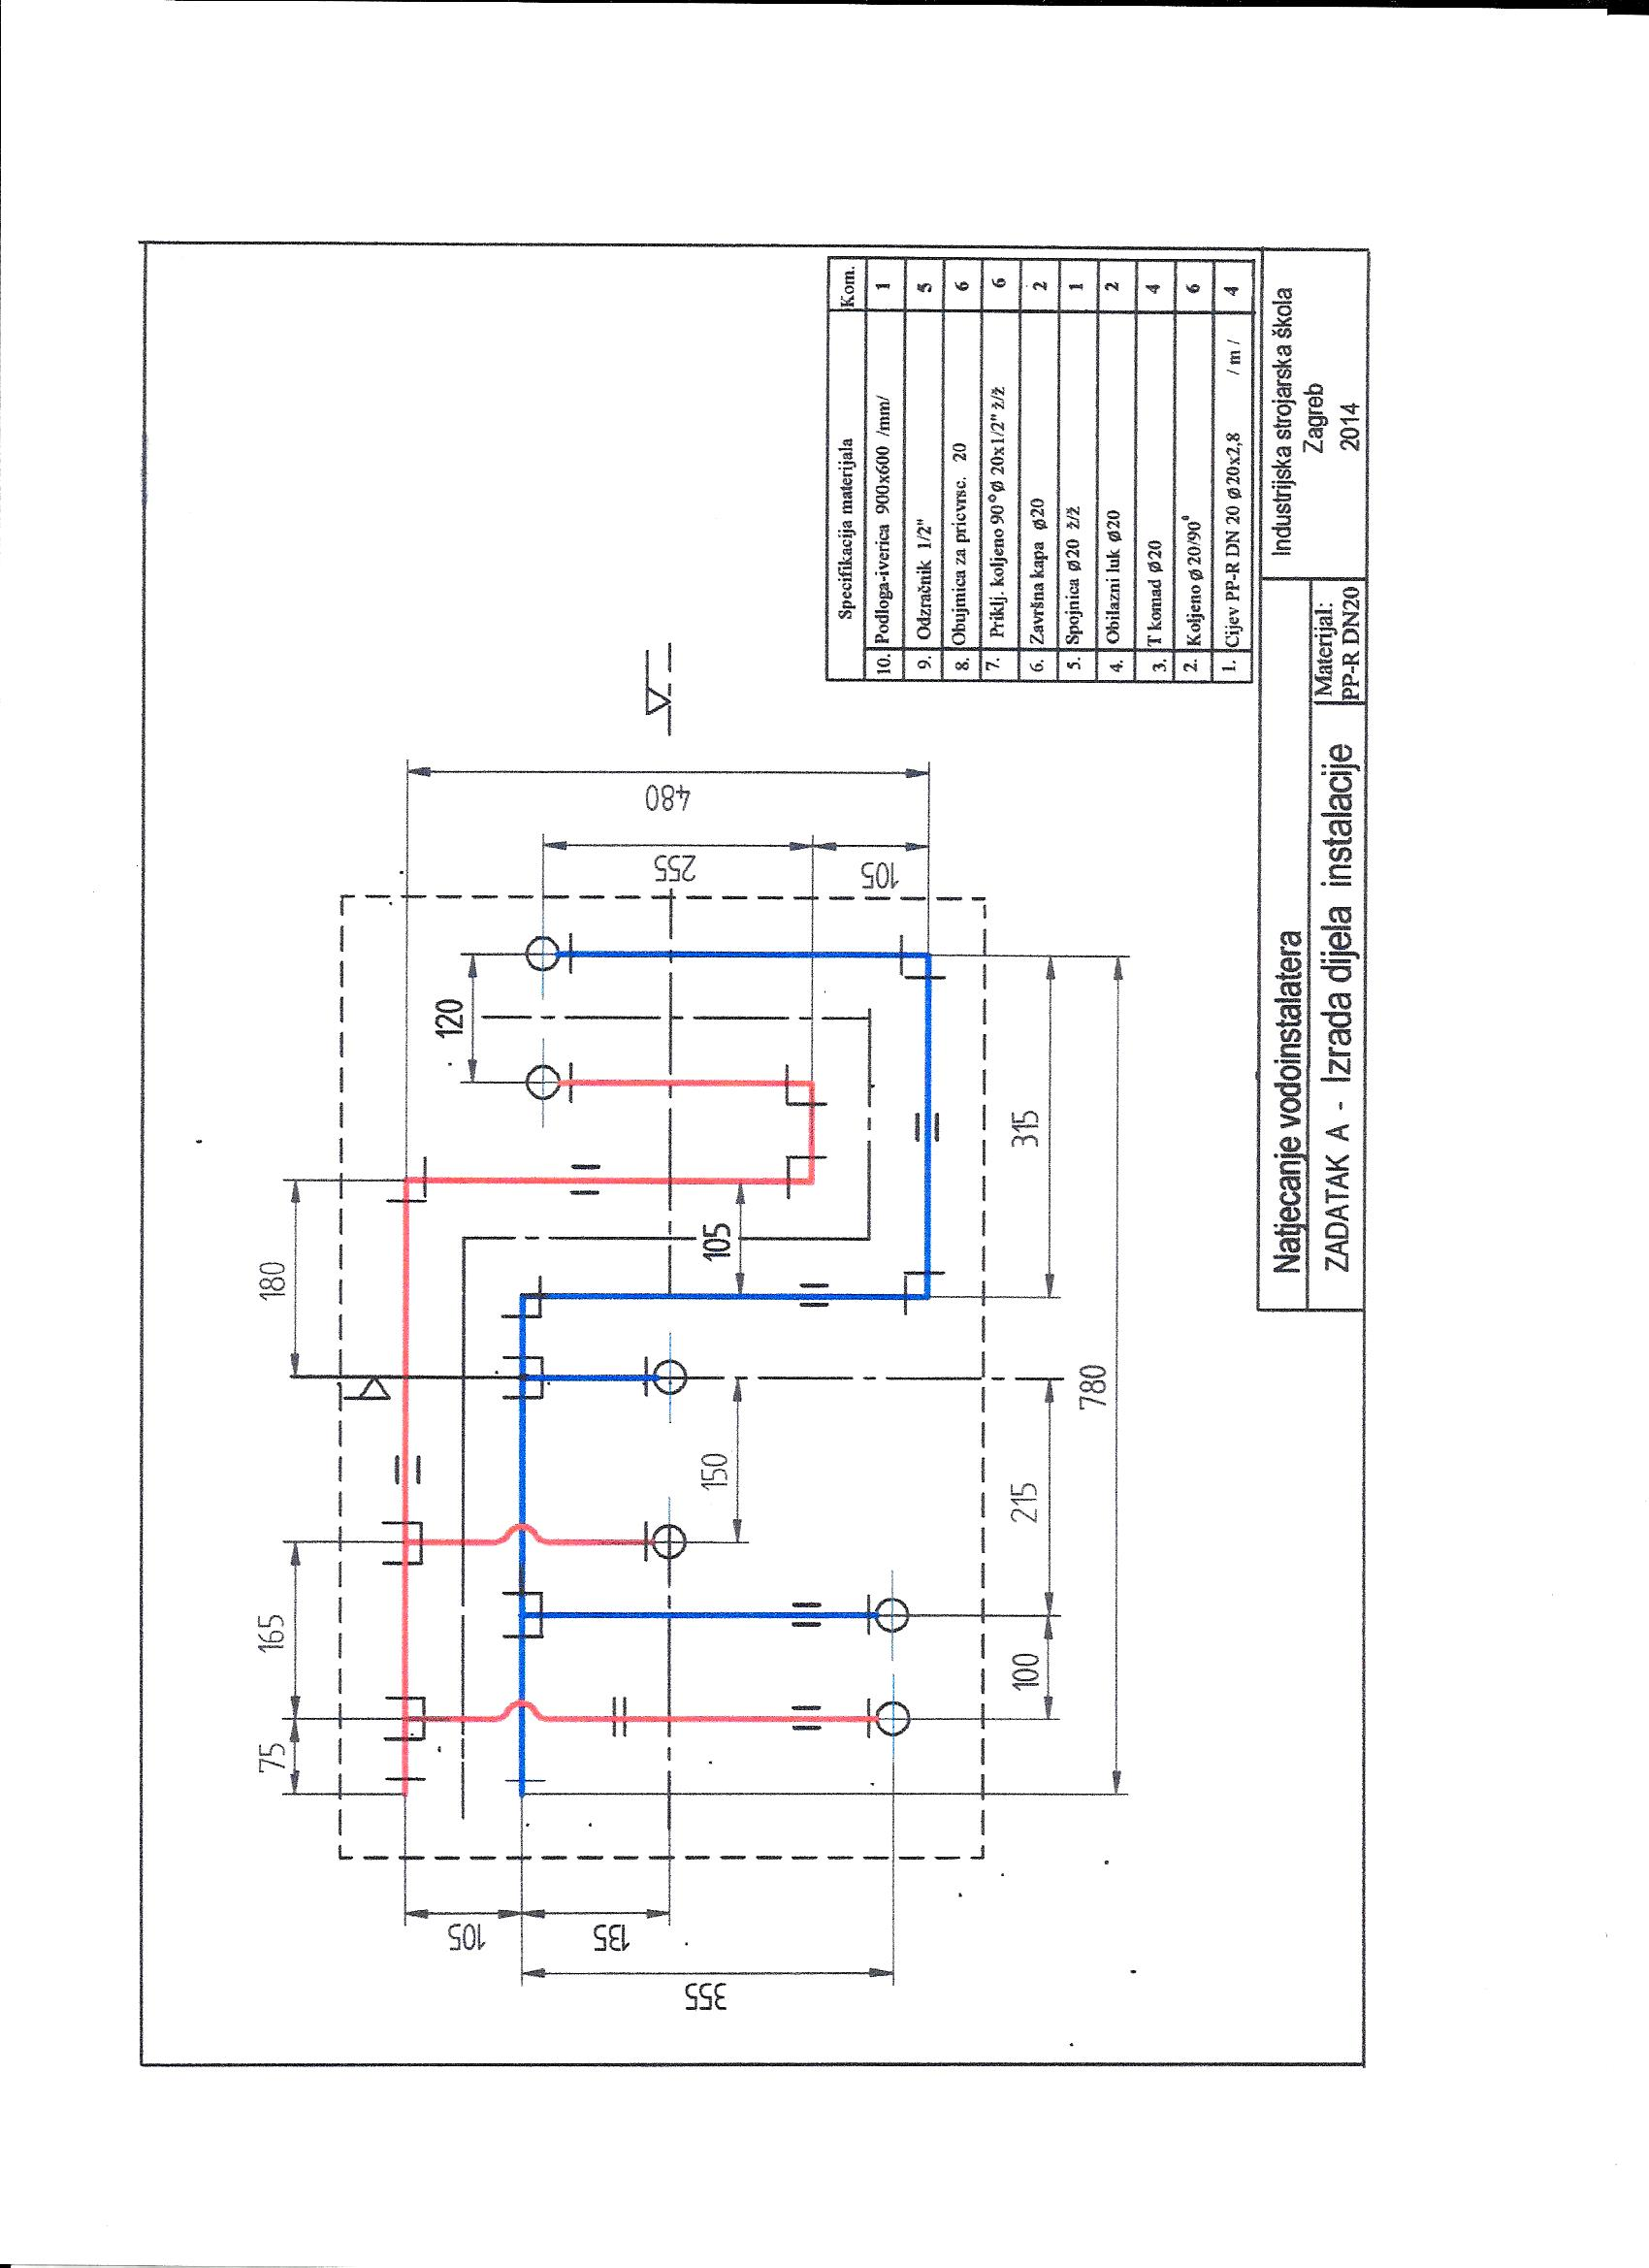 75
165
180
120
105
135
355
150
105
100
215
315
780
255
105
480
Specifikacija materijala Kom.
10. Podloga-iverica 900x600 /mm/ 1
9. Odzračnik 1/2" 5
8. Obujmica za pricvrsc. 20 6
7. Priklj. koljeno 90° ø 20x1/2" ž/ž 6
6. Završna kapa ø20 2
5. Spojnica ø20 ž/ž 1
4. Obilazni luk ø20 2
3. T komad ø20 4
2. Koljeno ø 20/90° 6
1. Cijev PP-R DN 20 ø20x2,8 / m / 4
Natjecanje vodoinstalatera
ZADATAK A - Izrada dijela instalacije
Materijal:
PP-R DN20
Industrijska strojarska škola
Zagreb
2014